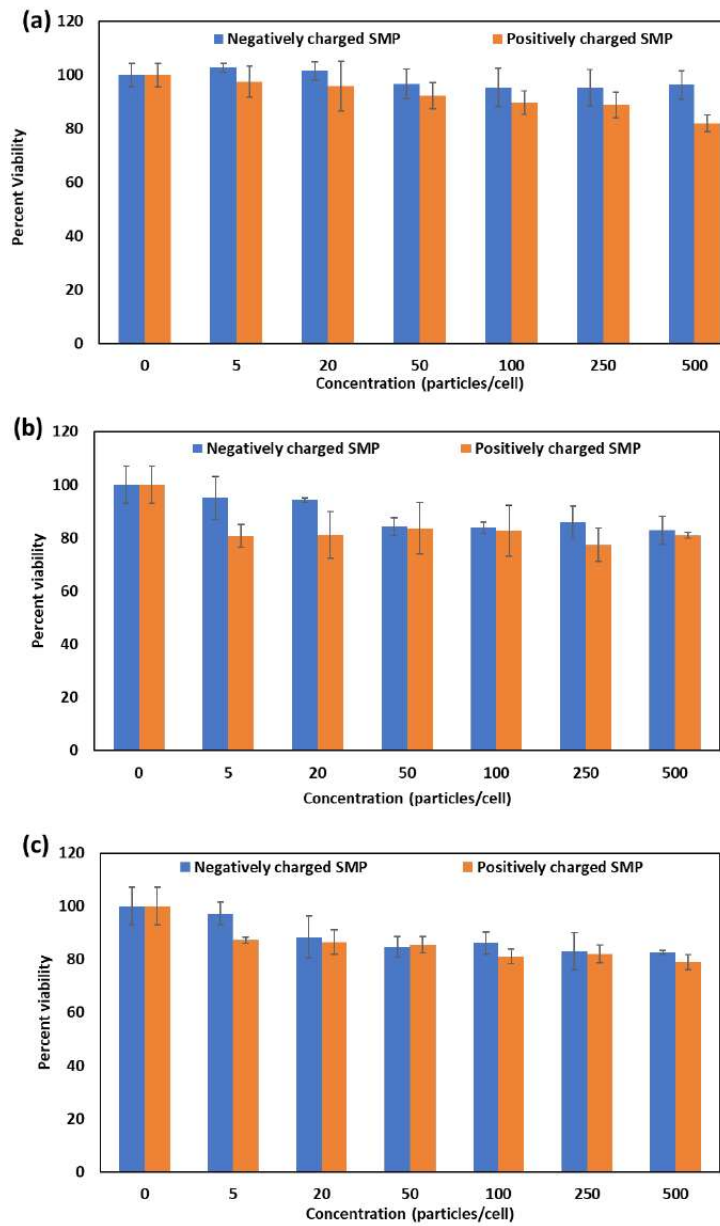 (a)
120
Negatively charged SMP Positively charged SMP
100
80
60
40
20
0
Percent Viability
0 5 20 50 100 250 500
Concentration (particles/cell)
(b)
120
Negatively charged SMP Positively charged SMP
100
80
60
40
20
0
Percent viability
0 5 20 50 100 250 500
Concentration (particles/cell)
(c)
120
Negatively charged SMP Positively charged SMP
100
80
60
40
20
0
Percent viability
0 5 20 50 100 250 500
Concentration (particles/cell)